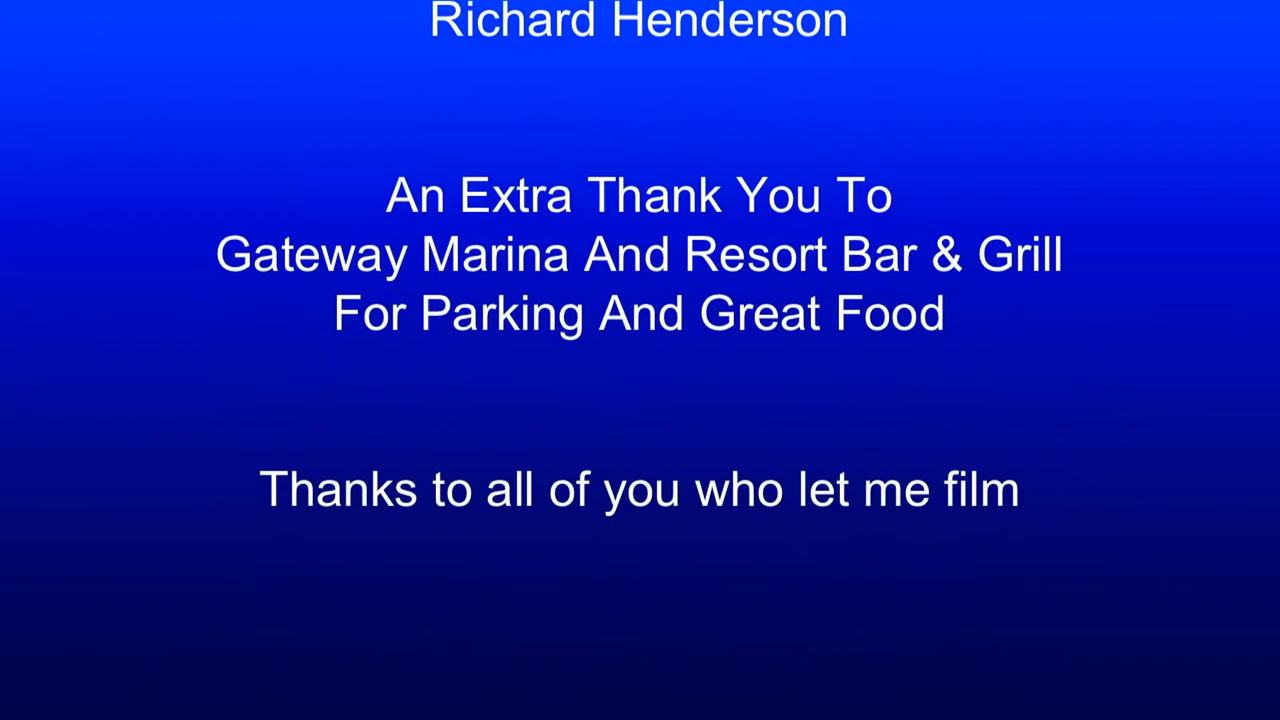 Richard Henderson
An Extra Thank You To
Gateway Marina And Resort Bar & Grill
For Parking And Great Food
Thanks to all of you who let me film